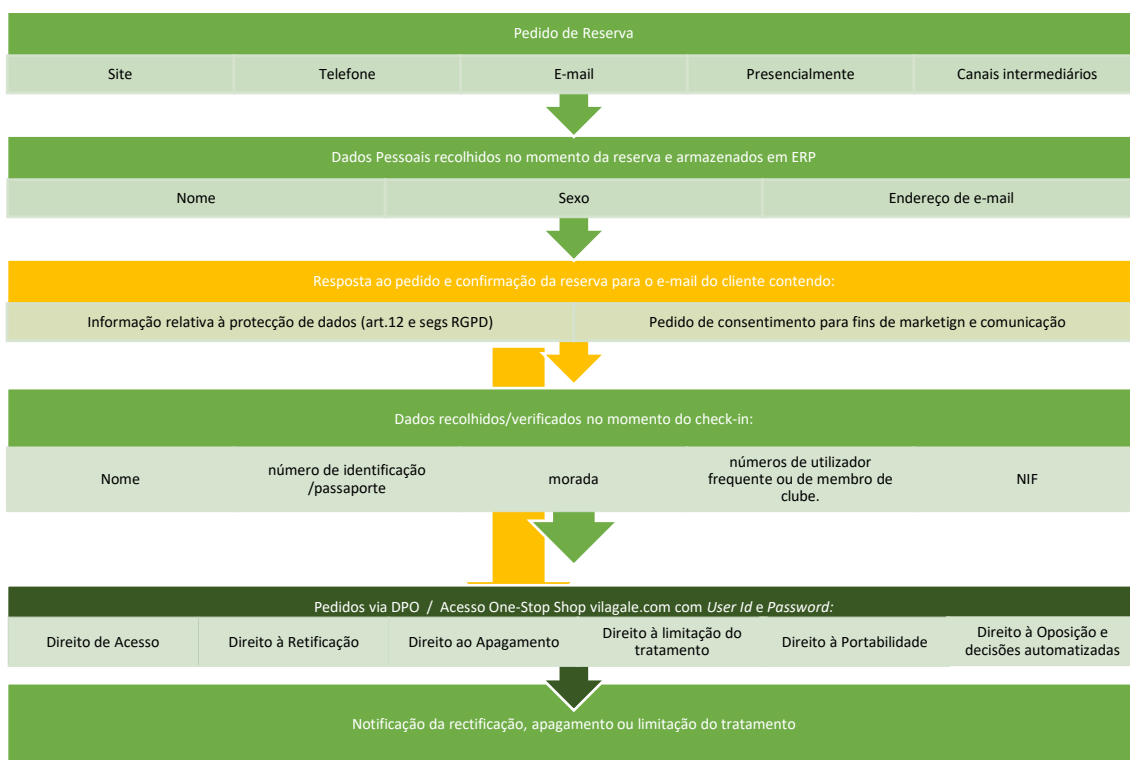 Pedido de Reserva
Site
Telefone
E-mail
Presencialmente
Canais intermediários
Dados Pessoais recolhidos no momento da reserva e armazenados em ERP
Nome
Sexo
Endereço de e-mail
Resposta ao pedido e confirmação da reserva para o e-mail do cliente contendo:
Informação relativa à protecção de dados (art.12 e segs RGPD)
Pedido de consentimento para fins de marketign e comunicação
Dados recolhidos/verificados no momento do check-in:
Nome
número de identificação
/passaporte
morada
números de utilizador
frequente ou de membro de
clube.
NIF
Pedidos via DPO / Acesso One-Stop Shop vilagale.com com User Id e Password:
Direito de Acesso
Direito à Retificação
Direito ao Apagamento
Direito à limitação do
tratamento
Direito à Portabilidade
Direito à Oposição e
decisões automatizadas
Notificação da rectificação, apagamento ou limitação do tratamento